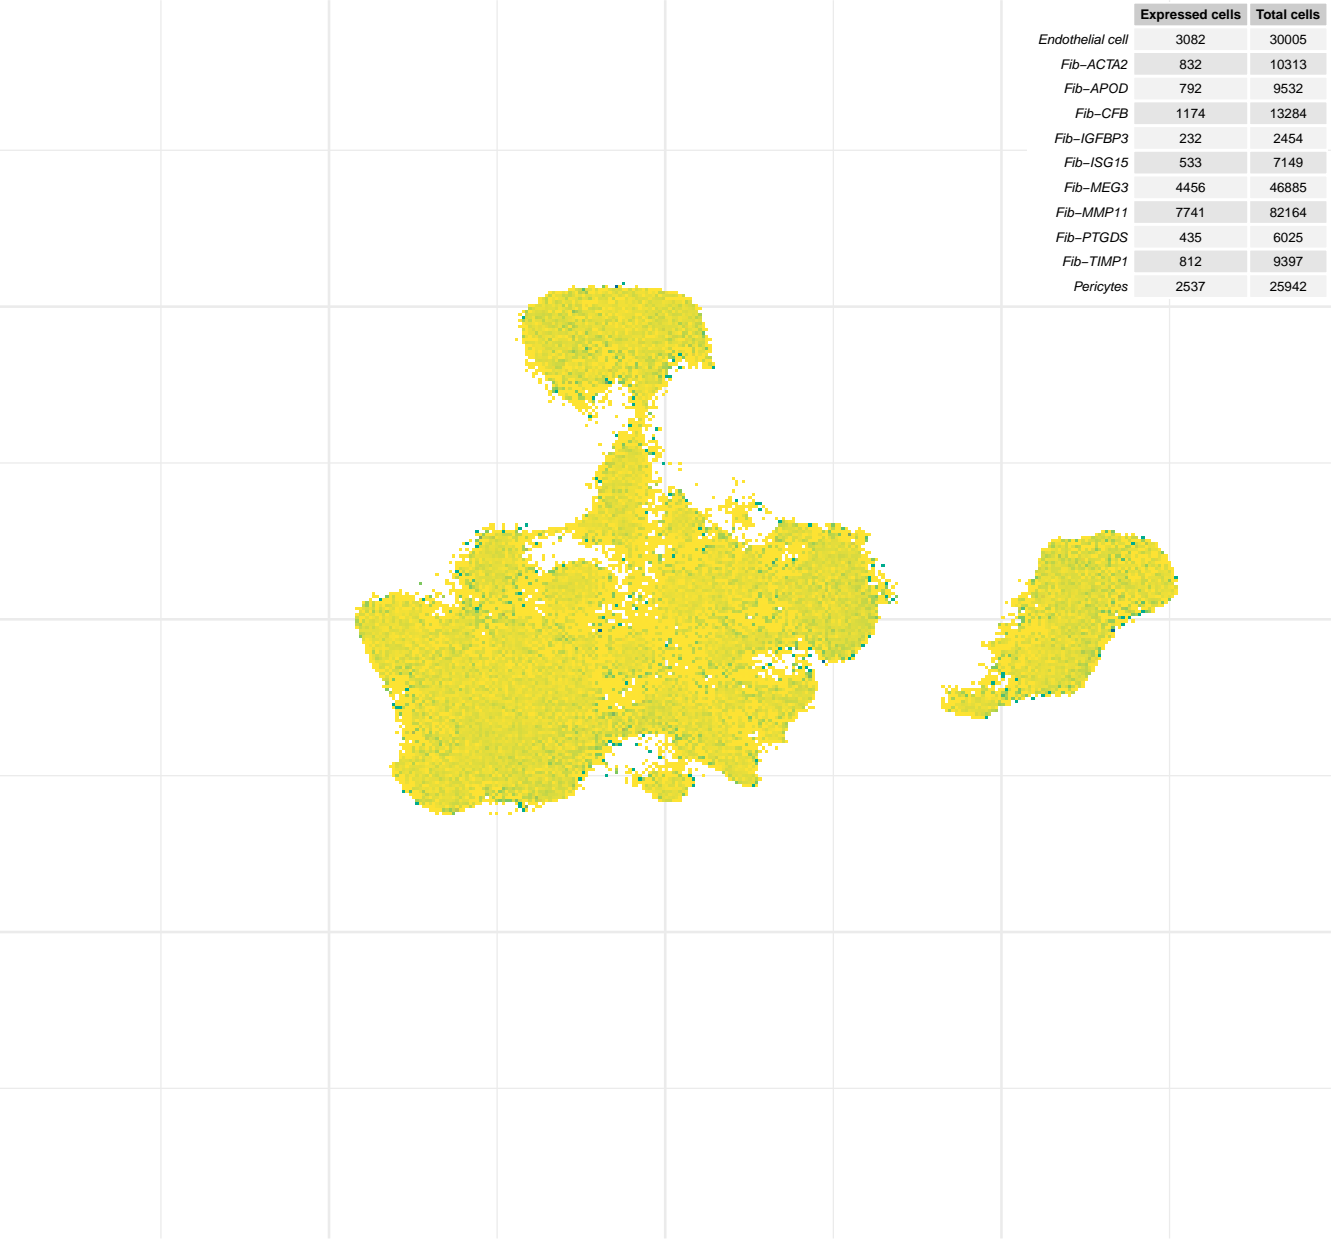 Expressed cells Total cells
Endothelial cell 3082 30005
Fib−ACTA2 832 10313
Fib−APOD 792 9532
Fib−CFB 1174 13284
Fib−IGFBP3 232 2454
Fib−ISG15 533 7149
Fib−MEG3 4456 46885
Fib−MMP11 7741 82164
Fib−PTGDS 435 6025
Fib−TIMP1 812 9397
Pericytes 2537 25942